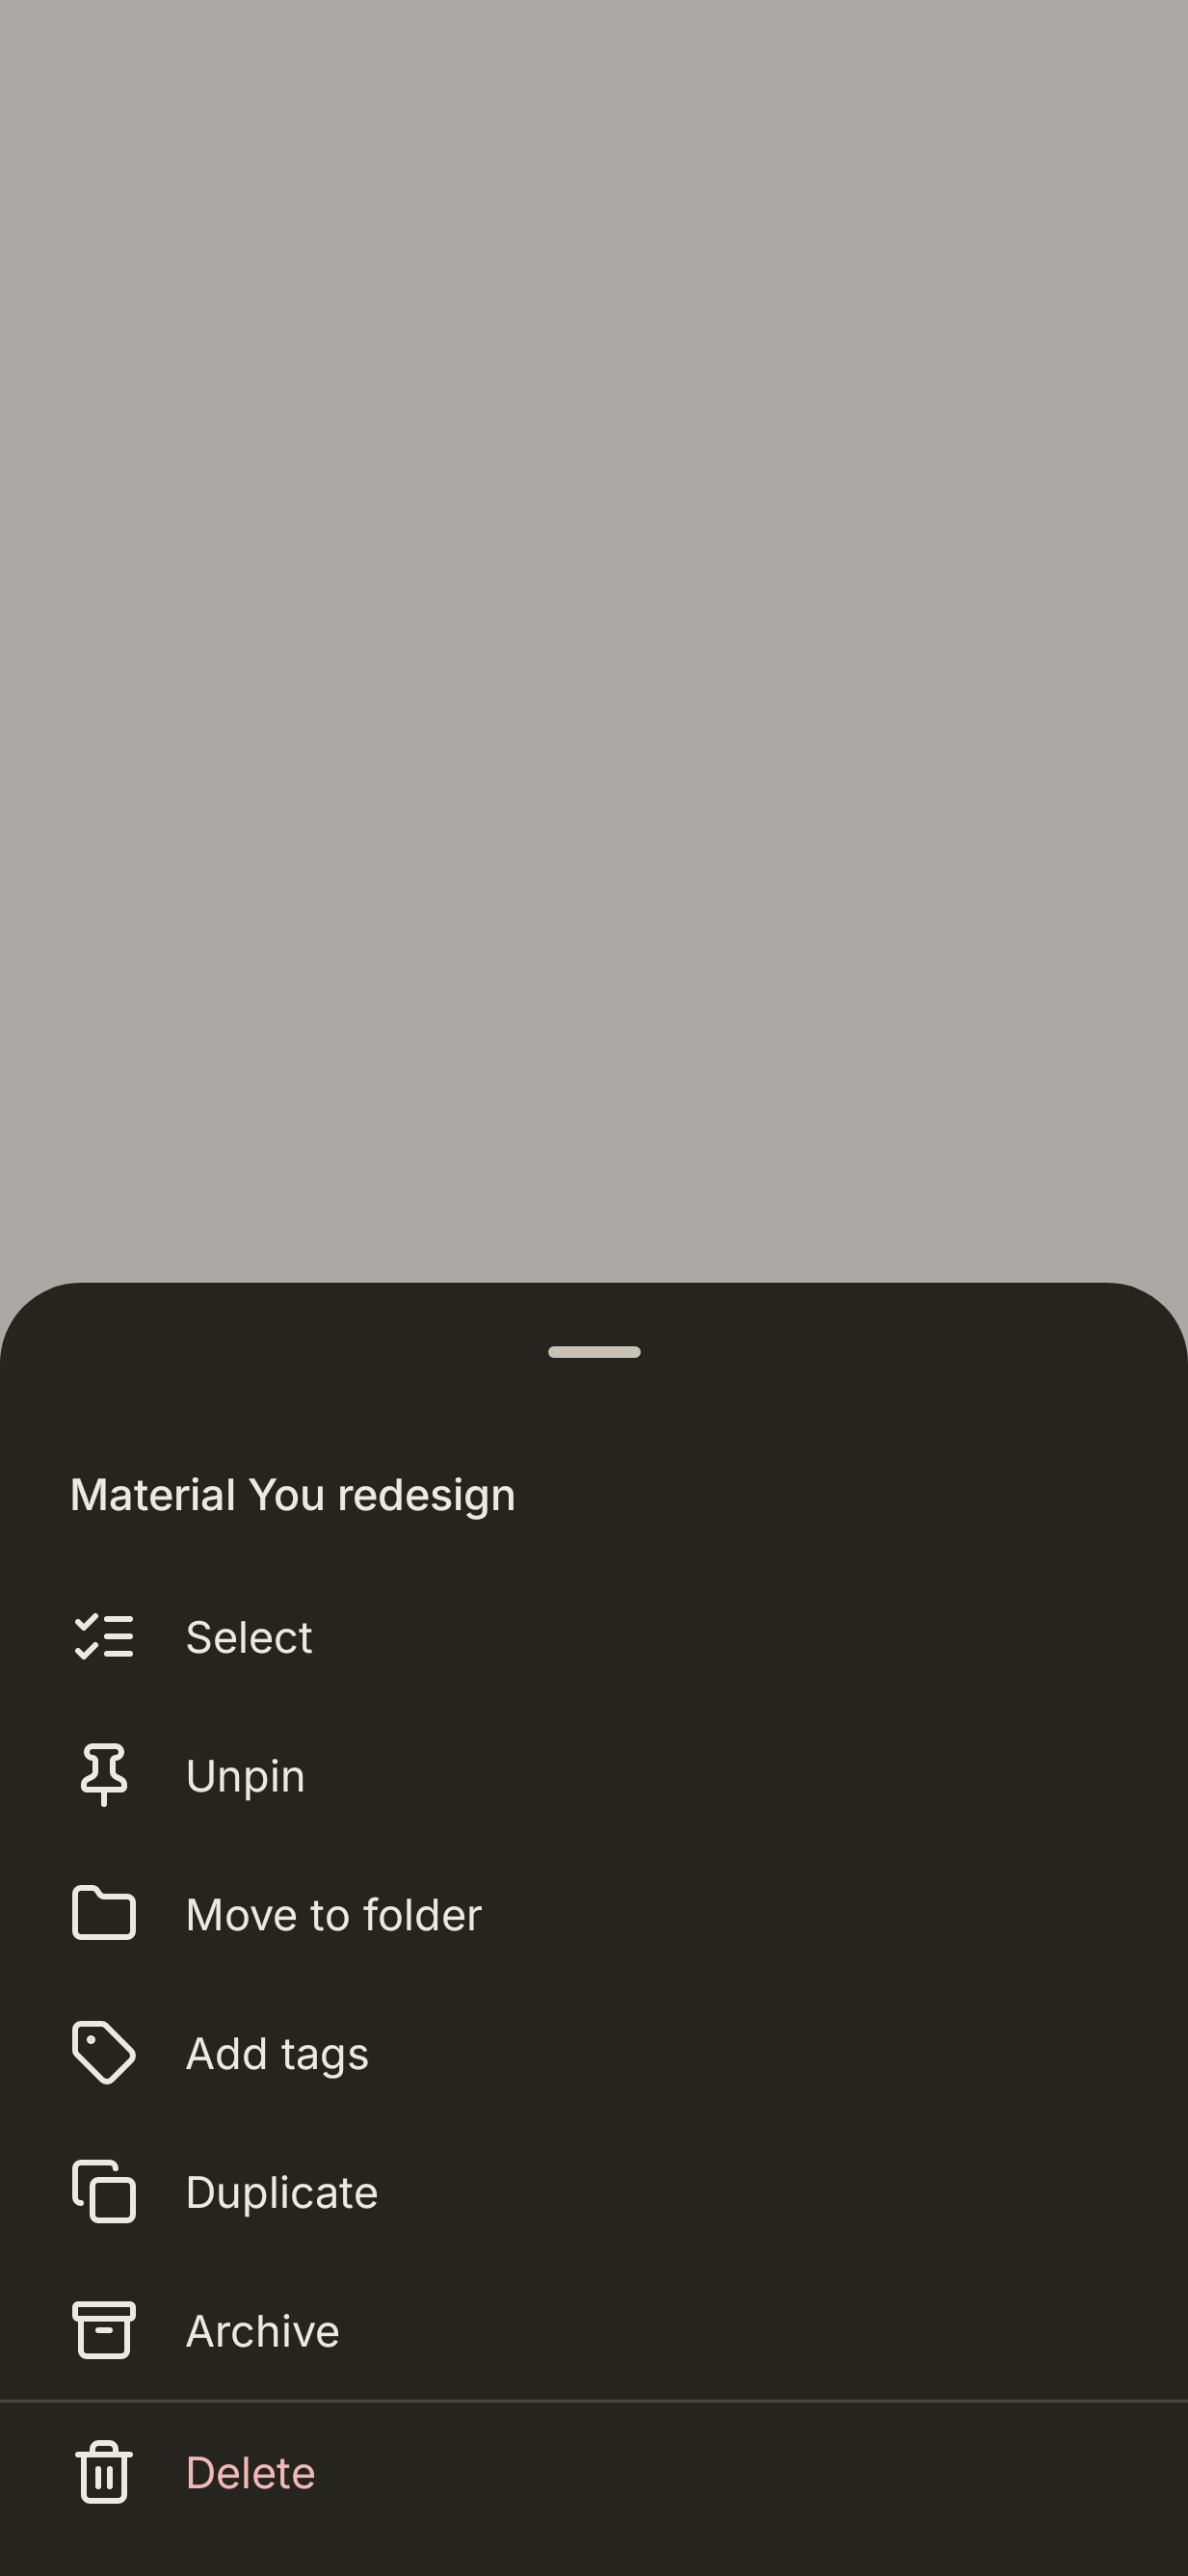 Material You redesign
Select
Unpin
Move to folder
Add tags
Duplicate
Archive
Delete